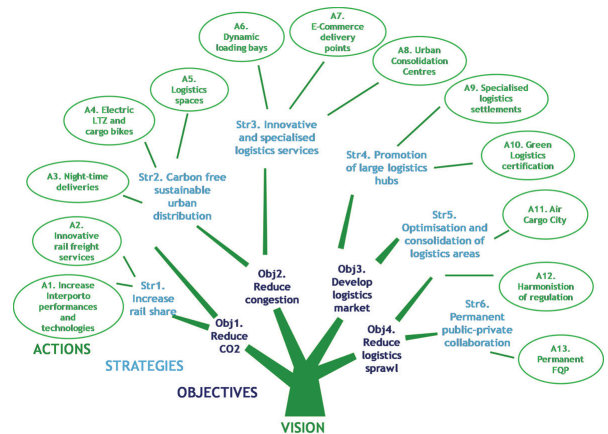 A1. Increase
Interporto
performances
and
technologies
A2.
Innovative
rail freight
services
A3. Night-time
deliveries
A4. Electric
LTZ and
cargo bikes
A5.
Logistics
spaces
A6.
Dynamic
loading bays
A7.
E-Commerce
delivery
points
A8. Urban
Consolidation
Centres
A9. Specialised
logistics
settlements
A10. Green
Logistics
certification
A11. Air
Cargo City
A12.
Harmonistion
of regulation
A13.
Permanent
FQP
Str1.
Increase
rail share
Str2. Carbon free
sustainable
urban
distribution
Str3. Innovative
and specialised
logistics services
Str4. Promotion
of large logistics
hubs
Str5.
Optimisation and
consolidation of
logistics areas
Str6.
Permanent
public-private
collaboration
Obj1.
Reduce
CO2
Obj2.
Reduce
congestion
Obj3.
Develop
logistics
market
Obj4.
Reduce
logistics
sprawl
ACTIONS
STRATEGIES
OBJECTIVES
VISION